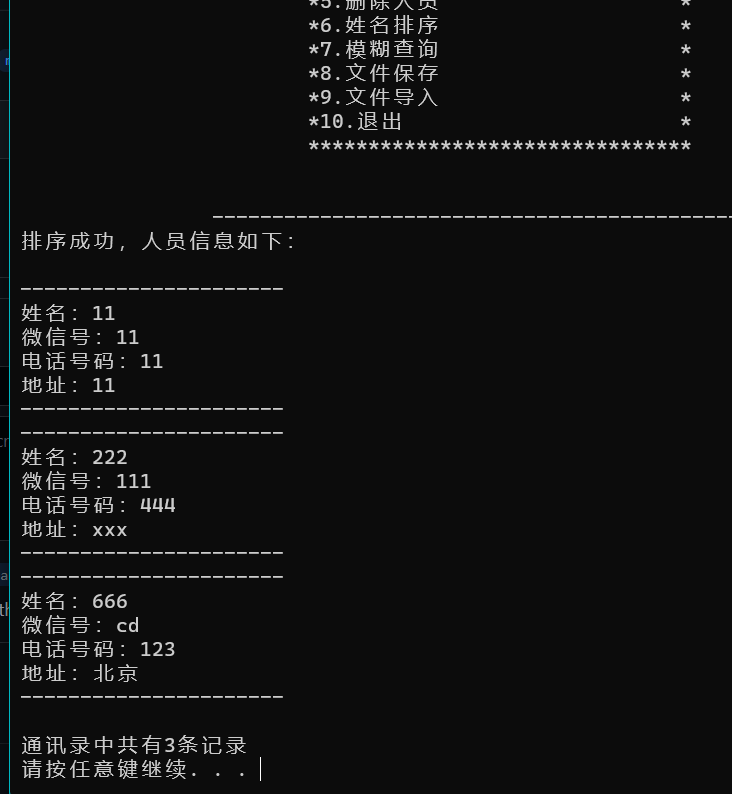 *5.删除人员 *
*6.姓名排序 *
*7.模糊查询 *
*8.文件保存 *
*9.文件导入 *
*10.退出 *
********************************
--------------------------------------------
排序成功，人员信息如下：
----------------------
姓名：11
微信号：11
电话号码：11
地址：11
----------------------
----------------------
姓名：222
微信号：111
电话号码：444
地址：xxx
----------------------
----------------------
姓名：666
微信号：cd
电话号码：123
地址：北京
----------------------
通讯录中共有3条记录
请按任意键继续. . .